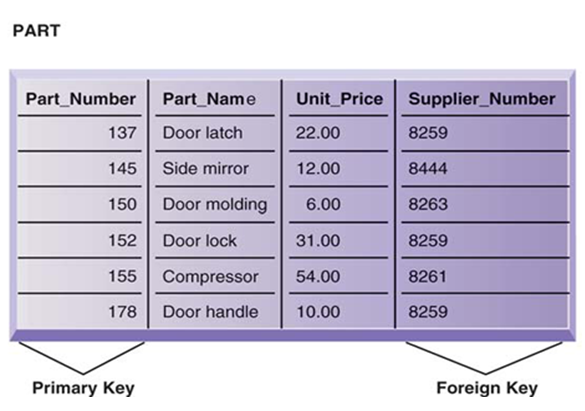 PART
Part_Number Part_Name Unit_Price Supplier_Number
137 Door latch 22.00 8259
145 Side mirror 12.00 8444
150 Door molding 6.00 8263
152 Door lock 31.00 8259
155 Compressor 54.00 8261
178 Door handle 10.00 8259
Primary Key Foreign Key